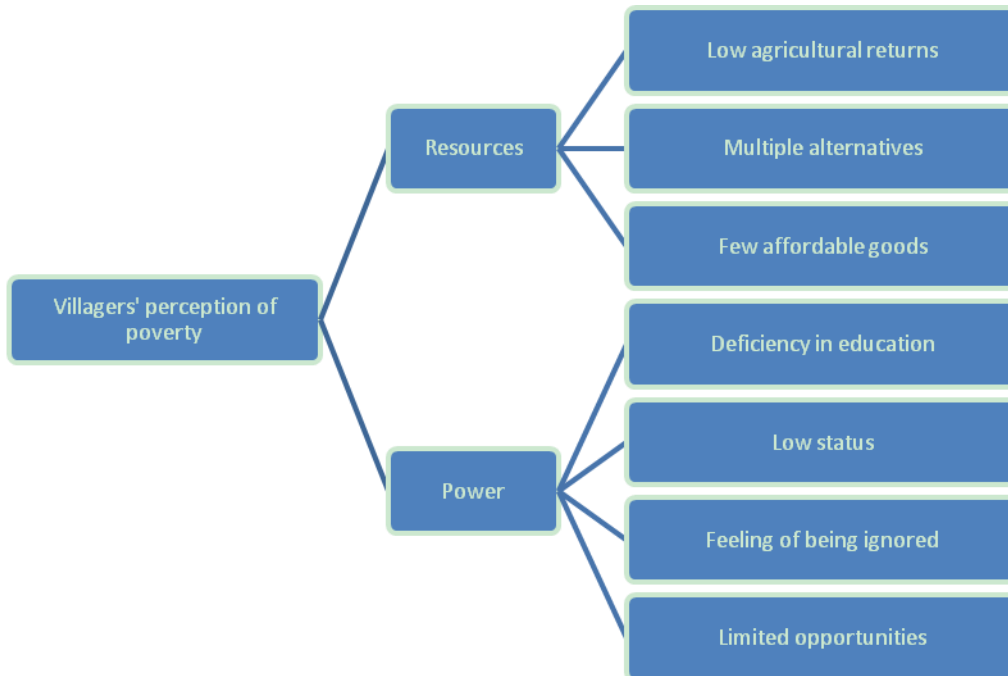 Villagers' perception of
poverty
Resources
Low agricultural returns
Multiple alternatives
Few affordable goods
Power
Deficiency in education
Low status
Feeling of being ignored
Limited opportunities